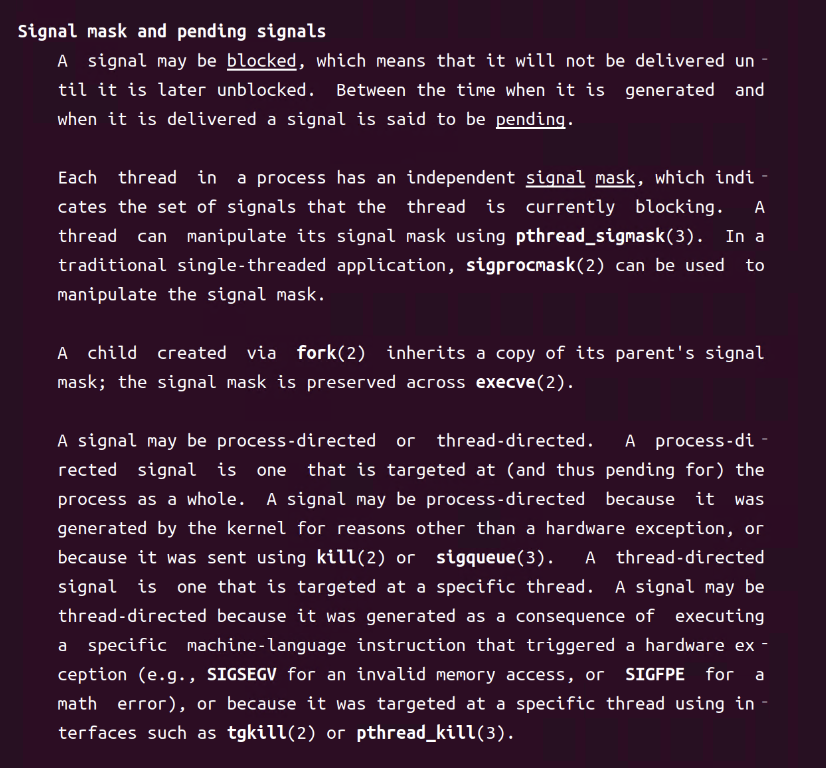 Signal mask and pending signals
A  signal may be blocked, which means that it will not be delivered un‐
til it is later unblocked.  Between the time when it is  generated  and
when it is delivered a signal is said to be pending.
Each  thread  in  a process has an independent signal mask, which indi‐
cates the set of signals that the  thread  is  currently  blocking.   A
thread  can  manipulate its signal mask using pthread_sigmask(3).  In a
traditional single-threaded application, sigprocmask(2) can be used  to
manipulate the signal mask.
A  child  created  via  fork(2)  inherits a copy of its parent's signal
mask; the signal mask is preserved across execve(2).
A signal may be process-directed  or  thread-directed.   A  process-di‐
rected  signal  is  one  that is targeted at (and thus pending for) the
process as a whole.  A signal may be process-directed  because  it  was
generated by the kernel for reasons other than a hardware exception, or
because it was sent using kill(2) or  sigqueue(3).   A  thread-directed
signal  is  one that is targeted at a specific thread.  A signal may be
thread-directed because it was generated as a consequence of  executing
a  specific  machine-language instruction that triggered a hardware ex‐
ception (e.g., SIGSEGV for an invalid memory access, or  SIGFPE  for  a
math  error), or because it was targeted at a specific thread using in‐
terfaces such as tgkill(2) or pthread_kill(3).